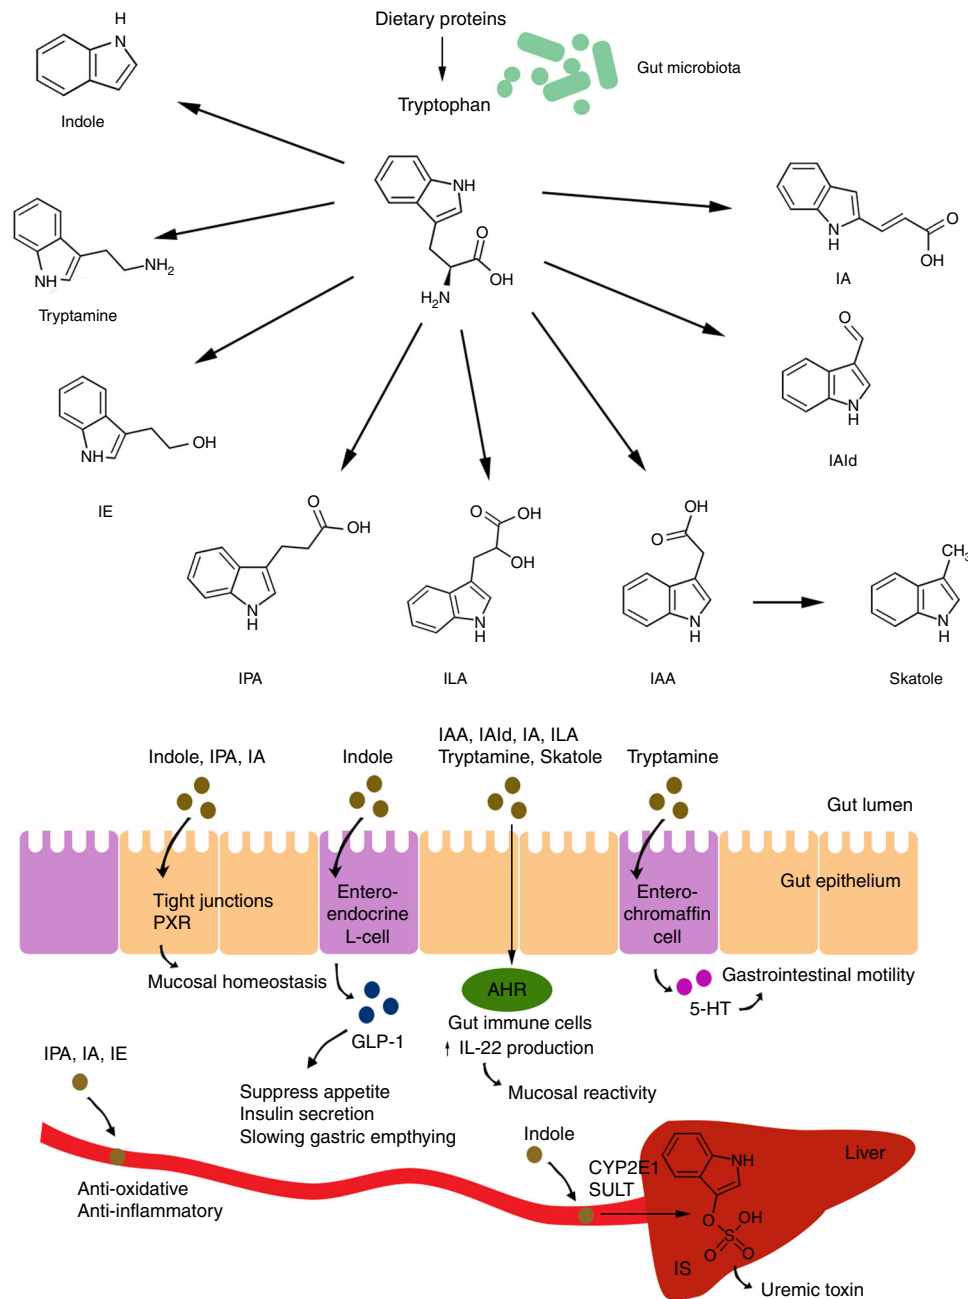 Dietary proteins
Gut microbiota
Tryptophan
H
N
Indole
NH
O
OH
H2N
NH2
NH
Tryptamine
N
H
O
OH
IA
O
N
H
IAId
OH
NH
IE
O
OH
N
H
IPA
O
OH
OH
N
H
ILA
OH
O
N
H
IAA
CH3
N
H
Skatole
Indole, IPA, IA
Indole
IAA, IAId, IA, ILA
Tryptamine, Skatole
Tryptamine
Gut lumen
Gut epithelium
Tight junctions
PXR
Entero-
endocrine
L-cell
Entero-
chromaffin
cell
Mucosal homeostasis
GLP-1
Suppress appetite
Insulin secretion
Slowing gastric empthying
AHR
Gut immune cells
↑ IL-22 production
Mucosal reactivity
5-HT
Gastrointestinal motility
IPA, IA, IE
Anti-oxidative
Anti-inflammatory
Indole
CYP2E1
SULT
Liver
NH
O
OH
S
O
O
IS
Uremic toxin